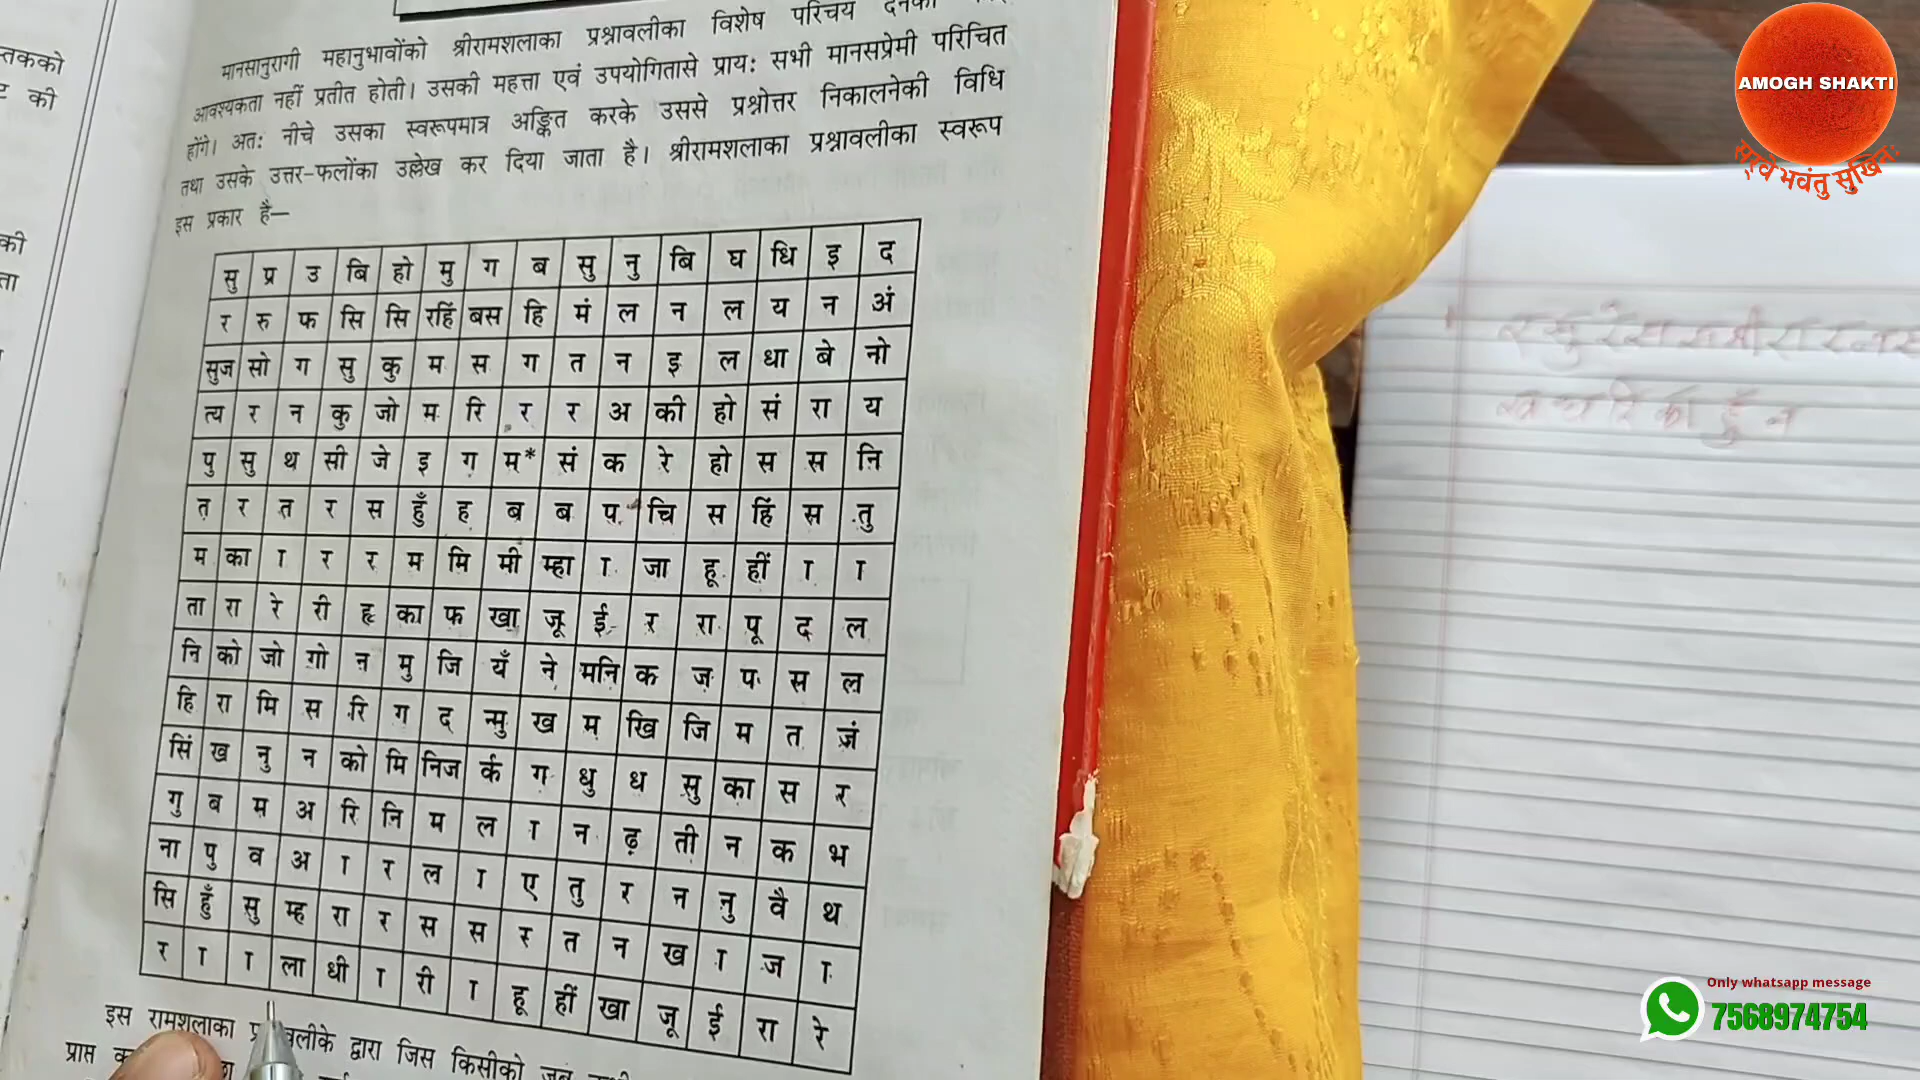 तकको
की
की
ता
मानसानुरागी महानुभावोंको श्रीरामशलाका प्रश्नावलीका विशेष परिचय
आवश्यकता नहीं प्रतीत होती। उसकी महत्ता एवं उपयोगितासे प्राय: सभी मानसप्रेमी परिचित
होंगे। अत: नीचे उसका स्वरूपमात्र अङ्कित करके उससे प्रश्नोत्तर निकालनेकी विधि
तथा उसके उत्तर-फलोंका उल्लेख कर दिया जाता है। श्रीरामशलाका प्रश्नावलीका स्वरूप
इस प्रकार है—
सु प्र उ बि हो मु ग ब सु नु बि घ धि इ द
र रु फ सि सि रहिं बस हि मं ल न ल य न अं
सुज सो ग सु कु म स ग त न इ ल धा बे नो
त्य र न कु जो म रि र र अ की हो सं रा य
पु सु थ सी जे इ ग म* सं क रे हो स स नि
त र त र स हुँ ह ब ब प चि स हिं स तु
म का ा र र म मि मी म्हा ा जा हू हीं ा ा
ता रा रे री हृ का फ खा जू ई र रा पू द ल
नि को जो गो न मु जि यँ ने मनि क ज प स ल
हि रा मि स रि ग द न्मु ख म खि जि म त जं
सिं ख नु न को मि निज र्क ग धु ध सु का स र
गु ब म अ रि नि म ल ा न ढ़ ती न क भ
ना पु व अ ा र ल ा ए तु र न नु वै थ
सि हुँ सु म्ह रा र स स र त न ख ा ज ा
र ा ा ला धी ा री ा हू हीं खा जू ई रा रे
इस रामशलाका प्र वलीके द्वारा जिस किसीको जब
प्राप्त
AMOGH SHAKTI
सर्वे भवंतु सुखिनः
Only whatsapp message
7568974754